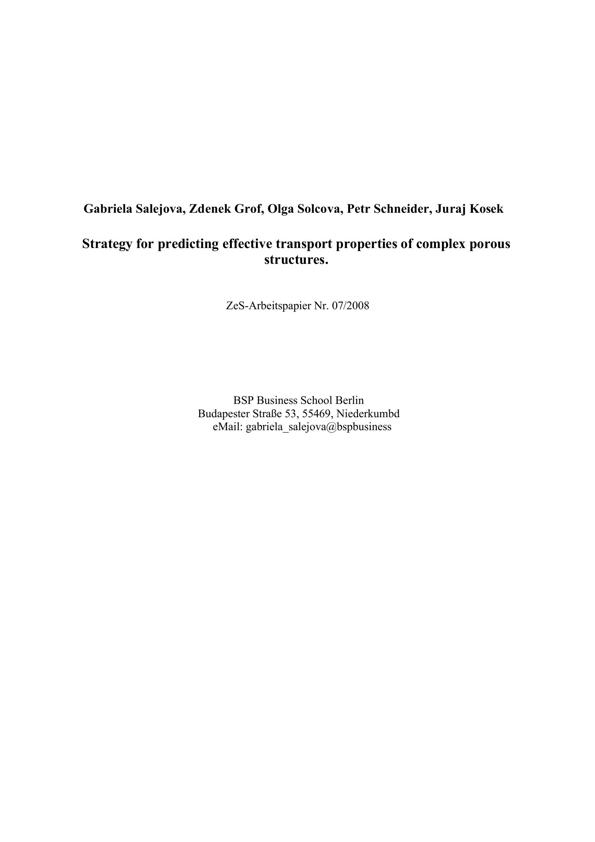 Gabriela Salejova, Zdenek Grof, Olga Solcova, Petr Schneider, Juraj Kosek
Strategy for predicting effective transport properties of complex porous
structures.
ZeS-Arbeitspapier Nr. 07/2008
BSP Business School Berlin
Budapester Straße 53, 55469, Niederkumbd
eMail: gabriela_salejova@bspbusiness